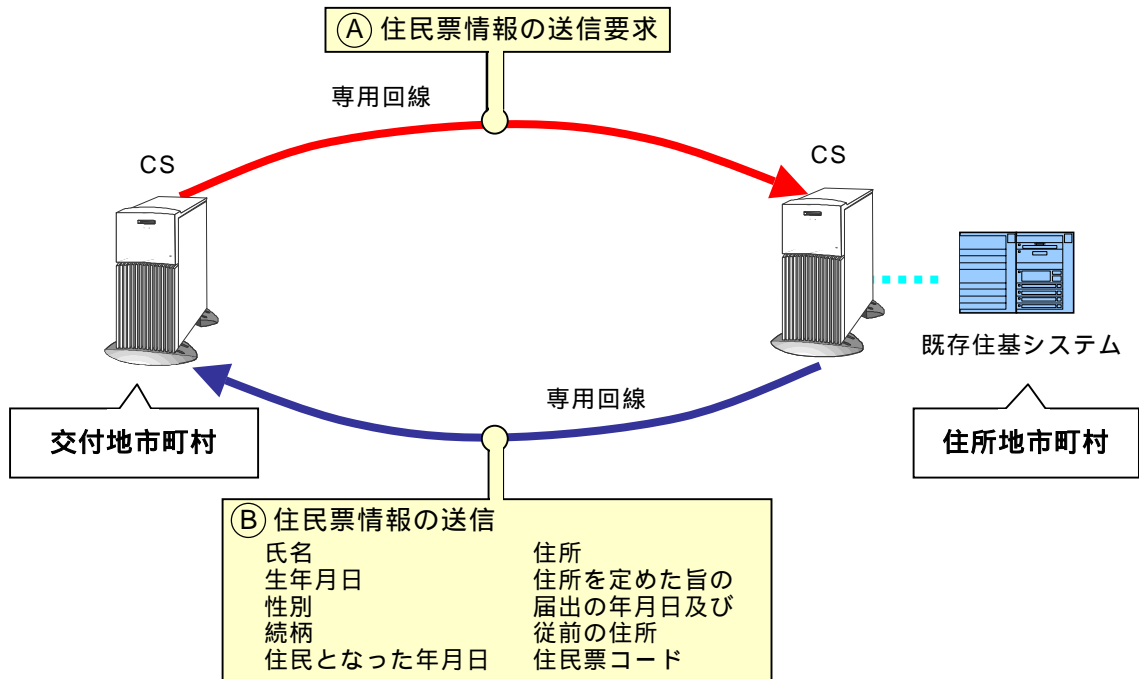 Ⓐ 住民票情報の送信要求
専用回線
CS
CS
既存住基システム
専用回線
交付地市町村
住所地市町村
Ⓑ 住民票情報の送信
氏名
生年月日
性別
続柄
住民となった年月日
住所
住所を定めた旨の
届出の年月日及び
従前の住所
住民票コード